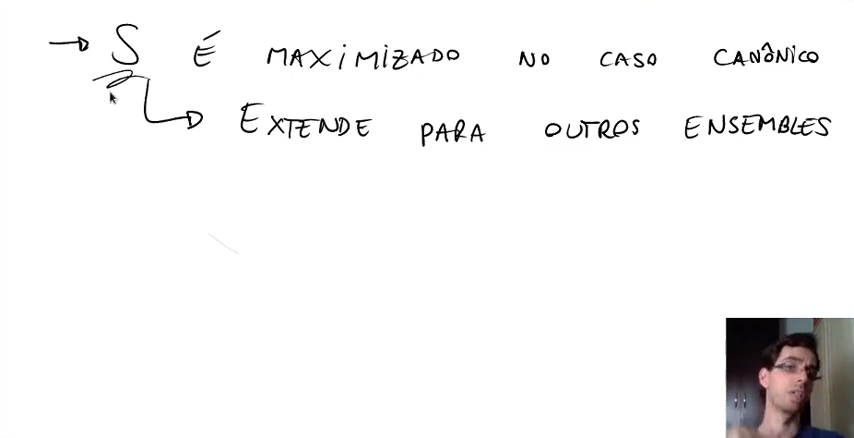 → S É MAXIMIZADO NO CASO CANÔNICO
→ EXTENDE PARA OUTROS ENSEMBLES